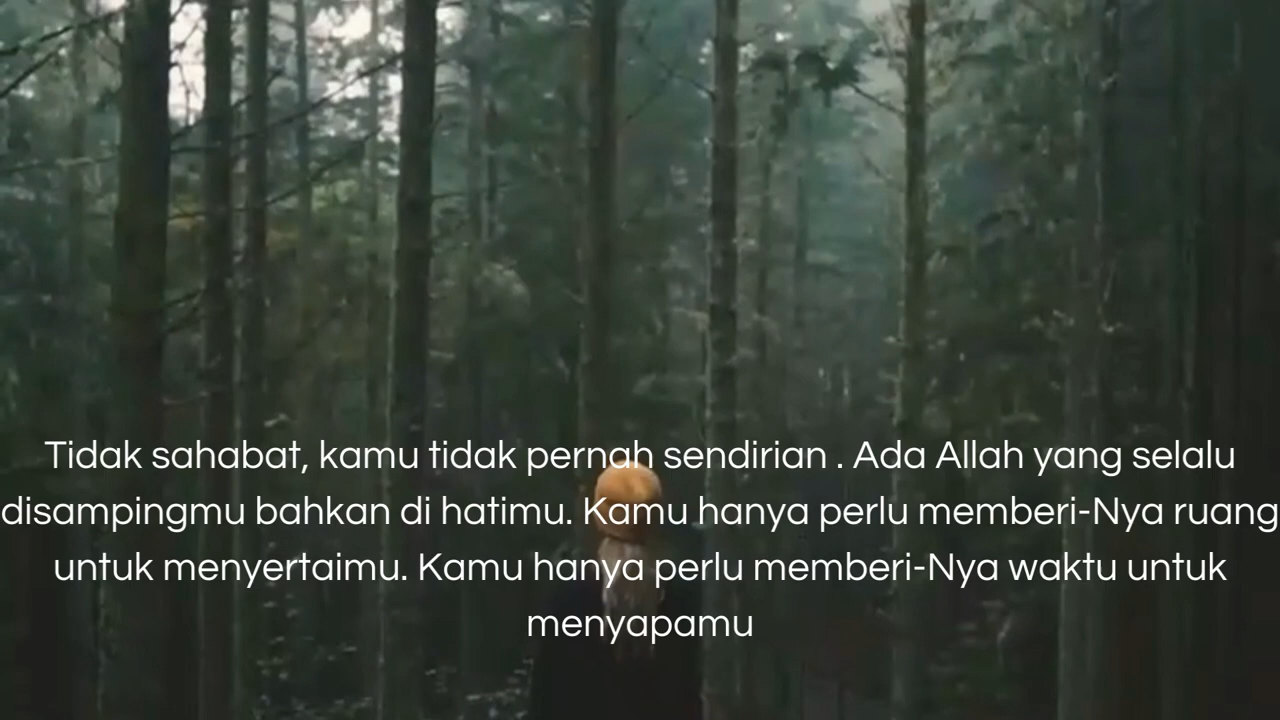 Tidak sahabat, kamu tidak pernah sendirian . Ada Allah yang selalu
disampingmu bahkan di hatimu. Kamu hanya perlu memberi-Nya ruang
untuk menyertaimu. Kamu hanya perlu memberi-Nya waktu untuk
menyapamu